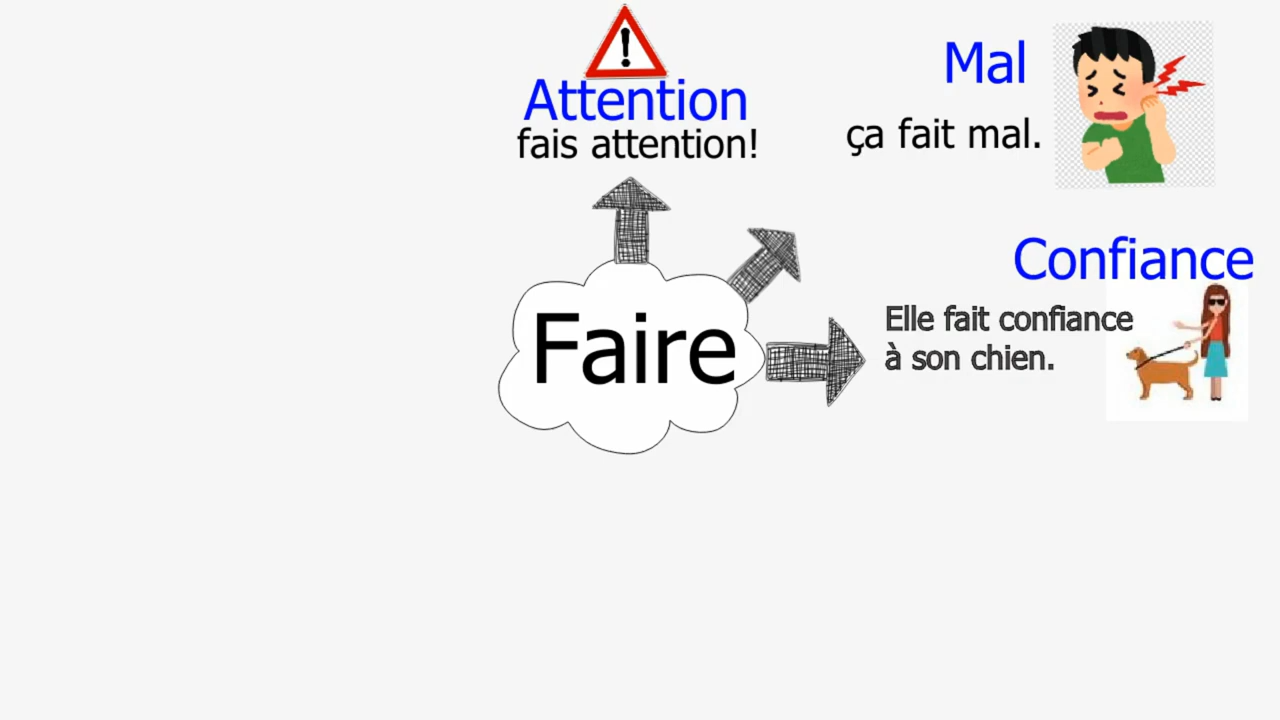 Attention
fais attention!
Mal
ça fait mal.
Confiance
Elle fait confiance
à son chien.
Faire